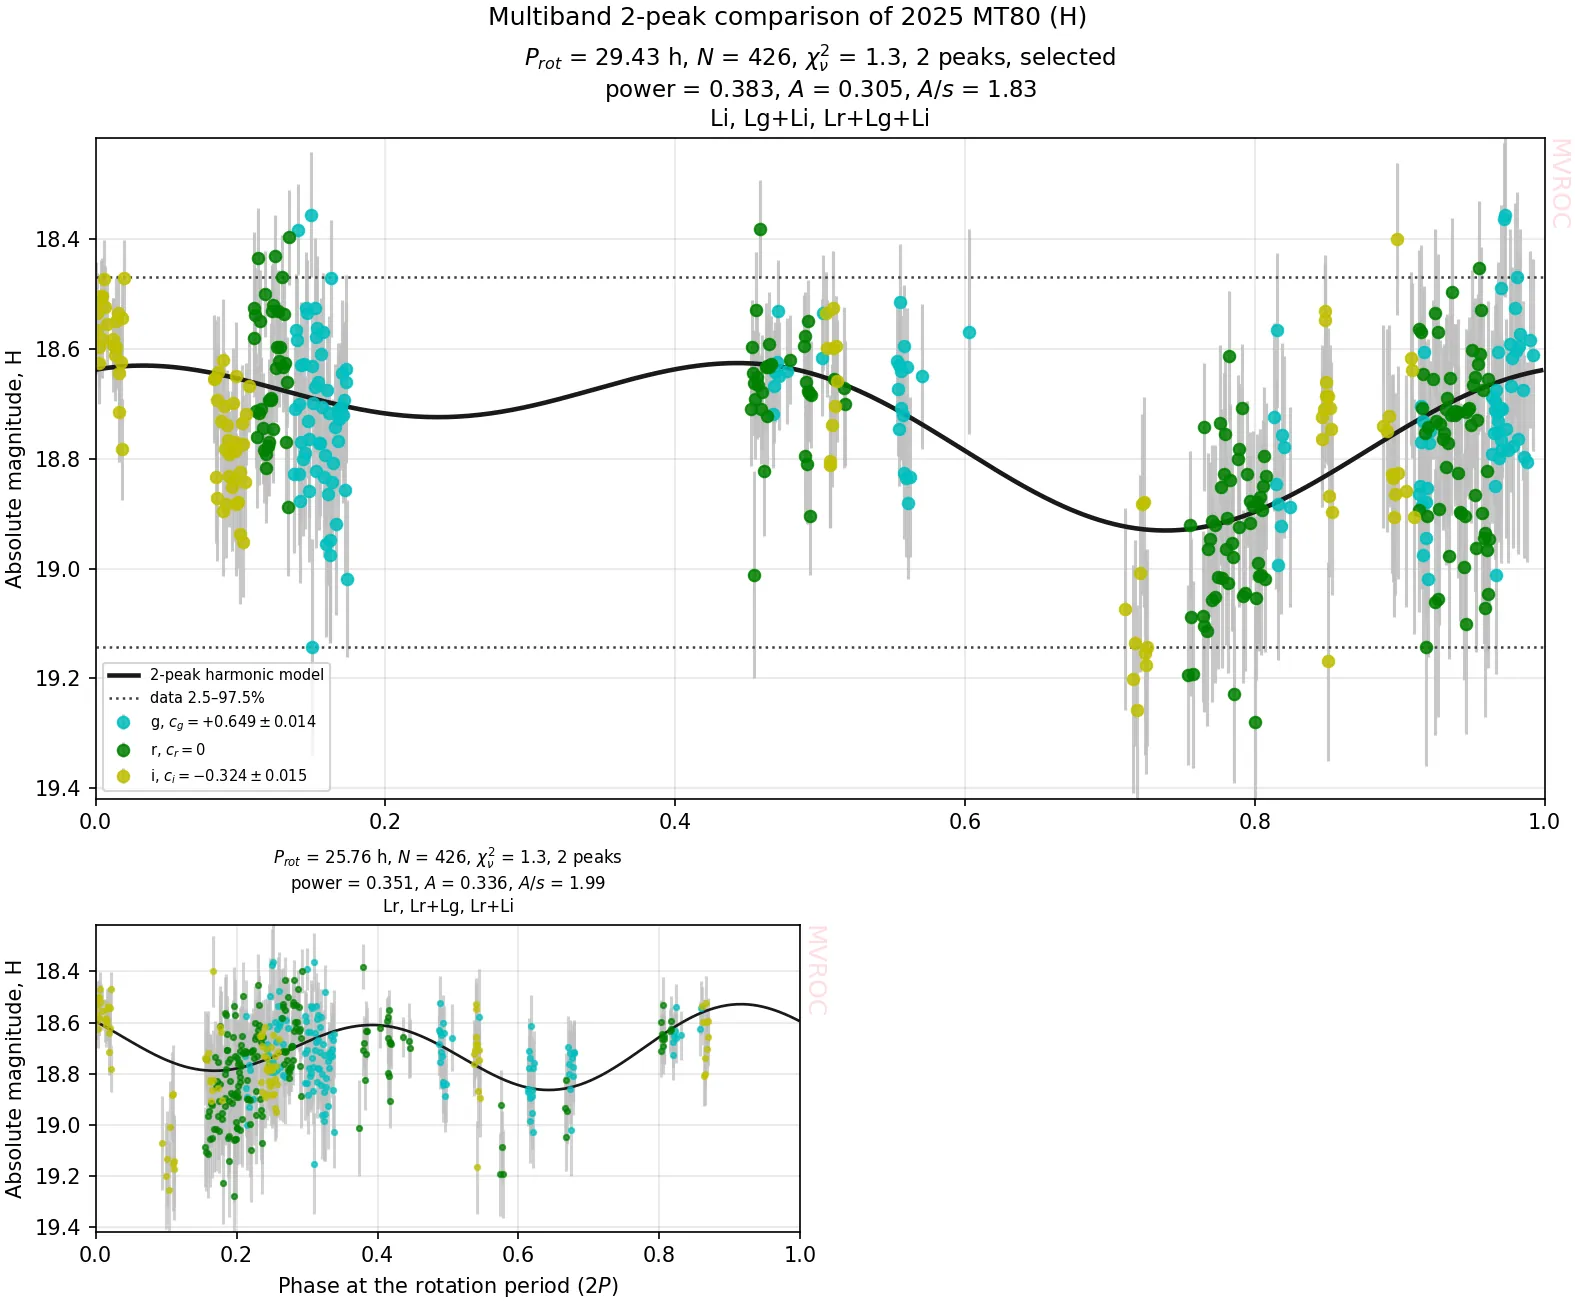 Multiband 2-peak comparison of 2025 MT80 (H)
P_rot = 29.43 h, N = 426, χ²_ν = 1.3, 2 peaks, selected
power = 0.383, A = 0.305, A/s = 1.83
Li, Lg+Li, Lr+Lg+Li
MVROC
Absolute magnitude, H
18.4
18.6
18.8
19.0
19.2
19.4
2-peak harmonic model
data 2.5–97.5%
g, c_g = +0.649 ± 0.014
r, c_r = 0
i, c_i = −0.324 ± 0.015
0.0 0.2 0.4 0.6 0.8 1.0
P_rot = 25.76 h, N = 426, χ²_ν = 1.3, 2 peaks
power = 0.351, A = 0.336, A/s = 1.99
Lr, Lr+Lg, Lr+Li
MVROC
Absolute magnitude, H
18.4
18.6
18.8
19.0
19.2
19.4
0.0 0.2 0.4 0.6 0.8 1.0
Phase at the rotation period (2P)